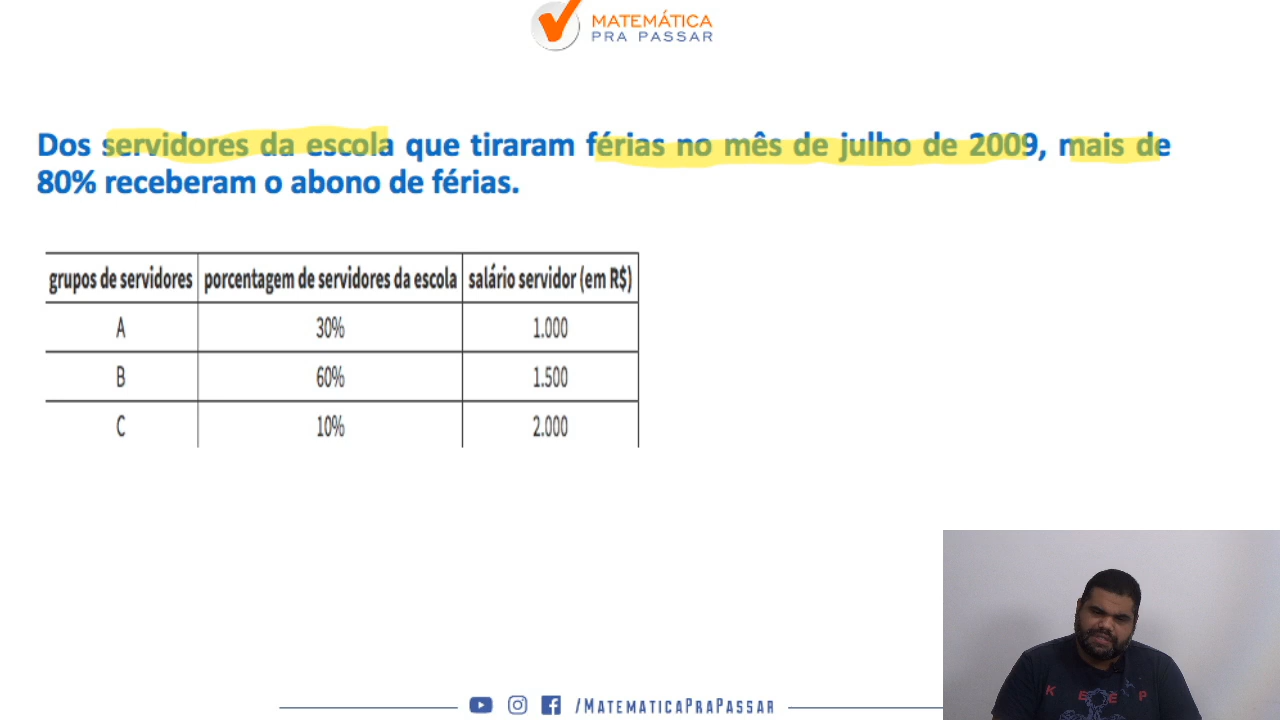 MATEMÁTICA
PRA PASSAR
Dos servidores da escola que tiraram férias no mês de julho de 2009, mais de
80% receberam o abono de férias.
grupos de servidores porcentagem de servidores da escola salário servidor (em R$)
A 30% 1.000
B 60% 1.500
C 10% 2.000
/MATEMATICAPRAPASSAR
K E E P